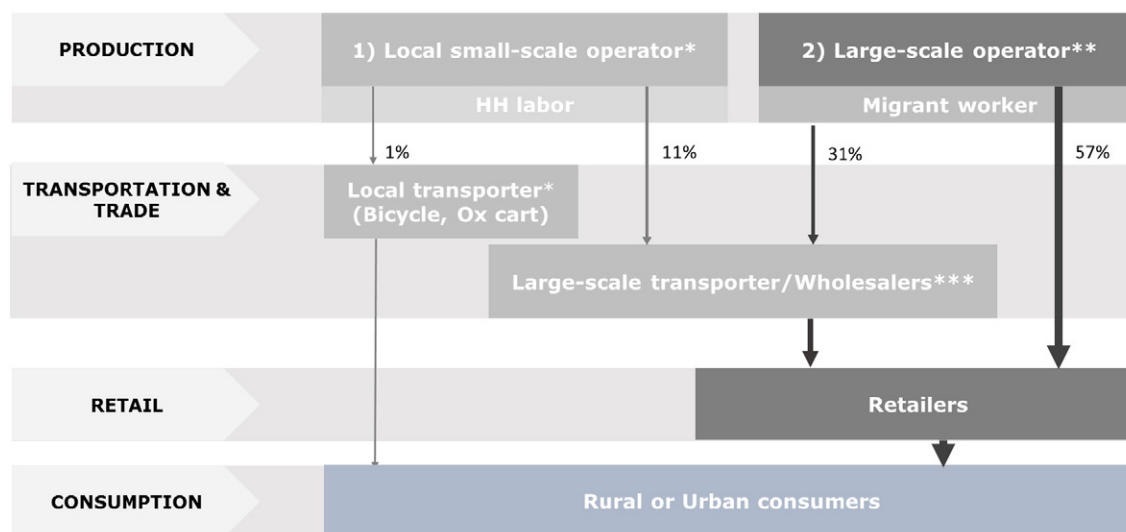 PRODUCTION
1) Local small-scale operator*
2) Large-scale operator**
HH labor
Migrant worker
1%
11%
31%
57%
TRANSPORTATION &
TRADE
Local transporter*
(Bicycle, Ox cart)
Large-scale transporter/Wholesalers***
RETAIL
Retailers
CONSUMPTION
Rural or Urban consumers